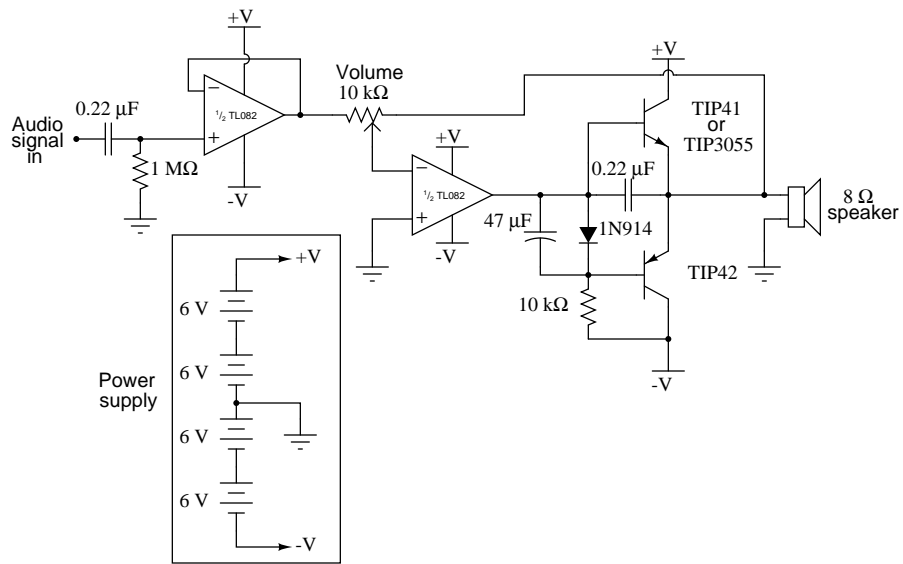 +V
Volume
10 kΩ
+V
0.22 µF
−
½ TL082
TIP41
or
TIP3055
Audio
signal
in
+
1 MΩ
+V
−
0.22 µF
-V
½ TL082
8 Ω
speaker
+
47 µF
1N914
-V
+V
TIP42
6 V
10 kΩ
Power
supply
6 V
-V
6 V
6 V
-V